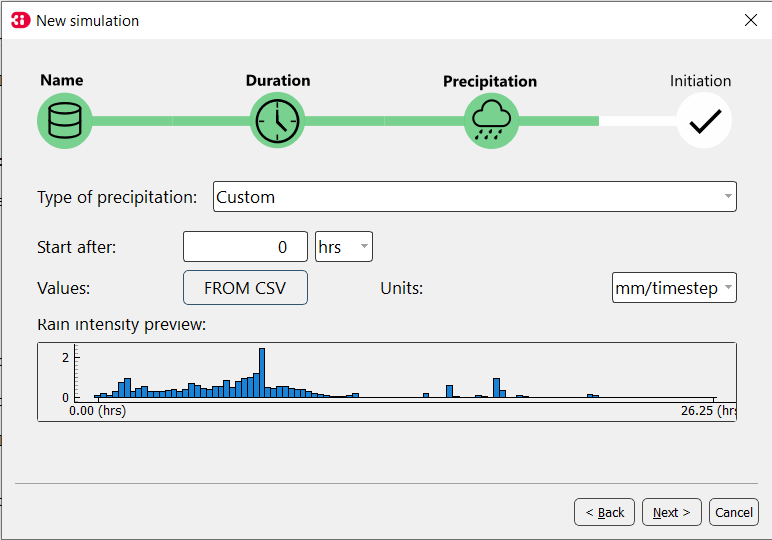 New simulation
Name Duration Precipitation Initiation
Type of precipitation: Custom
Start after: 0 hrs
Values: FROM CSV Units: mm/timestep
Rain intensity preview:
2
0
0.00 (hrs) 26.25 (hrs
< Back Next > Cancel